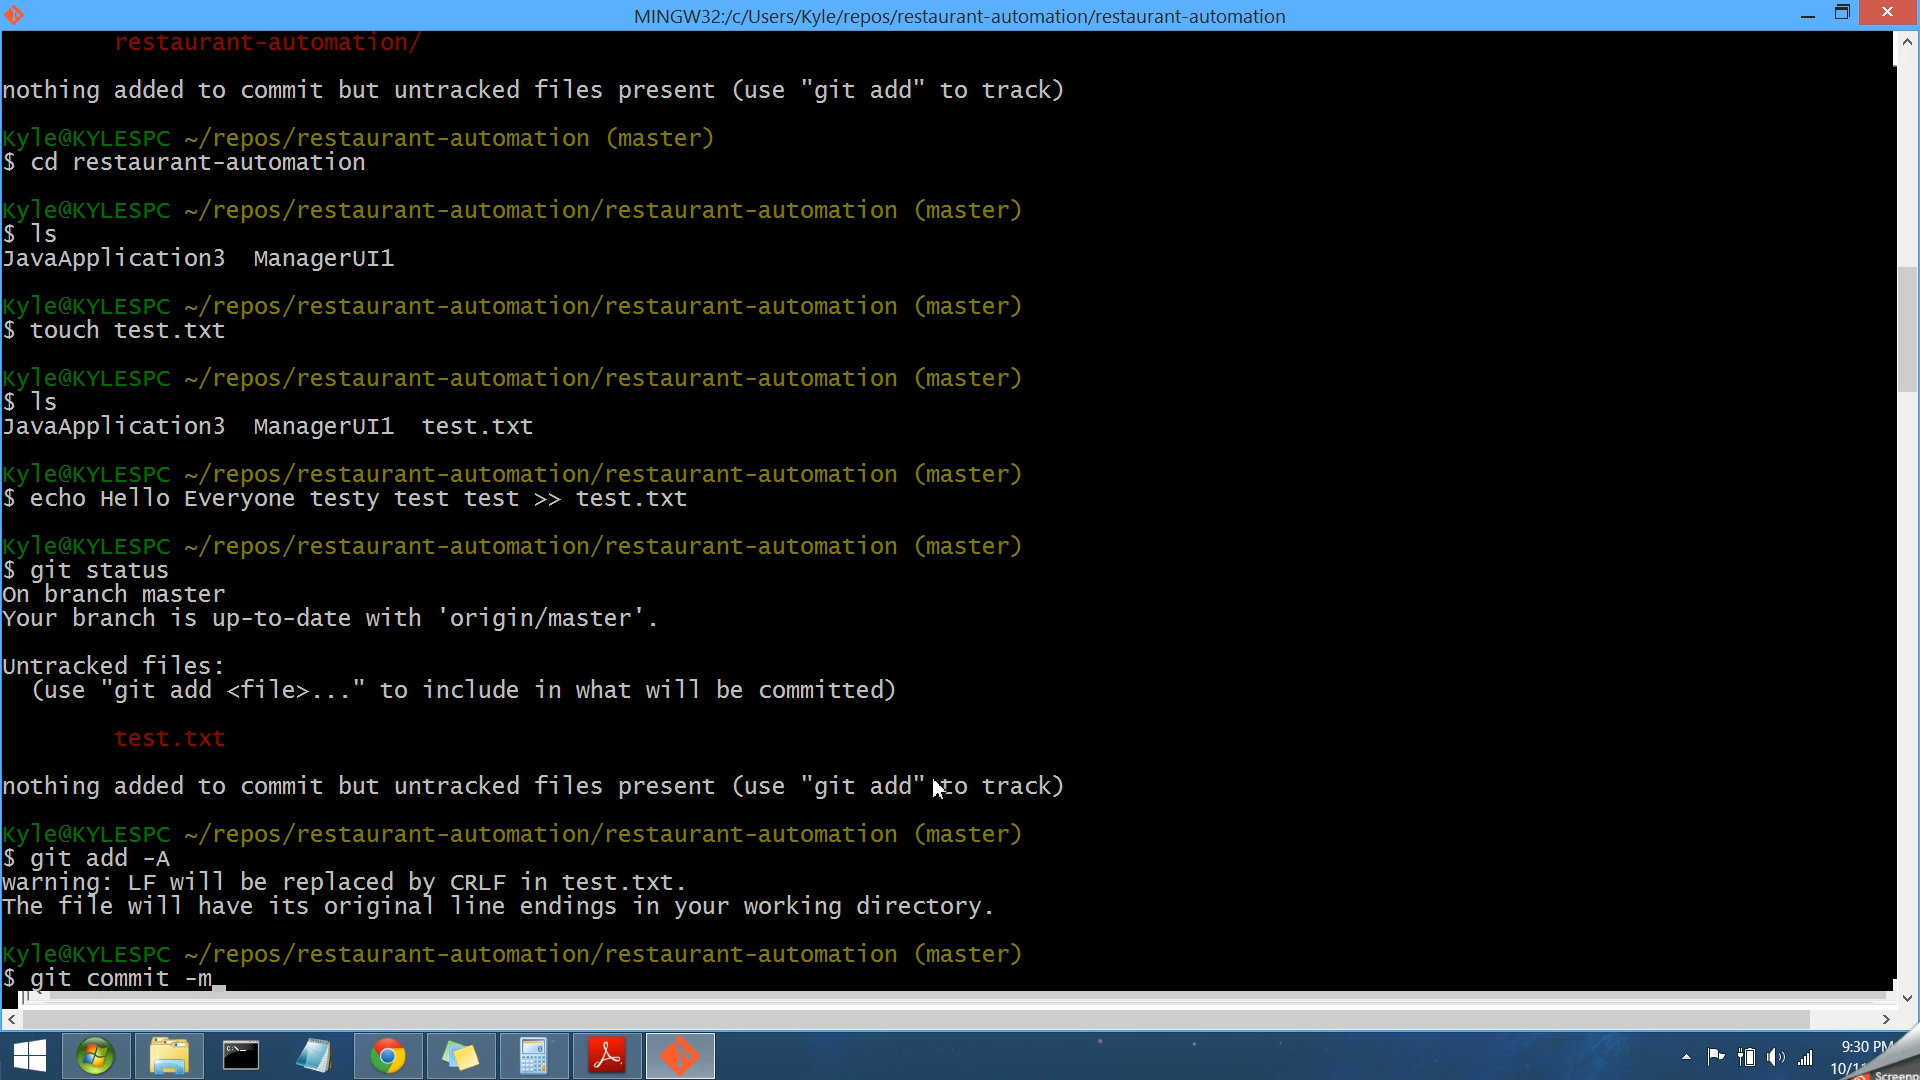 MINGW32:/c/Users/Kyle/repos/restaurant-automation/restaurant-automation
restaurant-automation/
nothing added to commit but untracked files present (use "git add" to track)
Kyle@KYLESPC ~/repos/restaurant-automation (master)
$ cd restaurant-automation
Kyle@KYLESPC ~/repos/restaurant-automation/restaurant-automation (master)
$ ls
JavaApplication3  ManagerUI1
Kyle@KYLESPC ~/repos/restaurant-automation/restaurant-automation (master)
$ touch test.txt
Kyle@KYLESPC ~/repos/restaurant-automation/restaurant-automation (master)
$ ls
JavaApplication3  ManagerUI1  test.txt
Kyle@KYLESPC ~/repos/restaurant-automation/restaurant-automation (master)
$ echo Hello Everyone testy test test >> test.txt
Kyle@KYLESPC ~/repos/restaurant-automation/restaurant-automation (master)
$ git status
On branch master
Your branch is up-to-date with 'origin/master'.
Untracked files:
(use "git add <file>..." to include in what will be committed)
test.txt
nothing added to commit but untracked files present (use "git add" to track)
Kyle@KYLESPC ~/repos/restaurant-automation/restaurant-automation (master)
$ git add -A
warning: LF will be replaced by CRLF in test.txt.
The file will have its original line endings in your working directory.
Kyle@KYLESPC ~/repos/restaurant-automation/restaurant-automation (master)
$ git commit -m_
9:30 PM